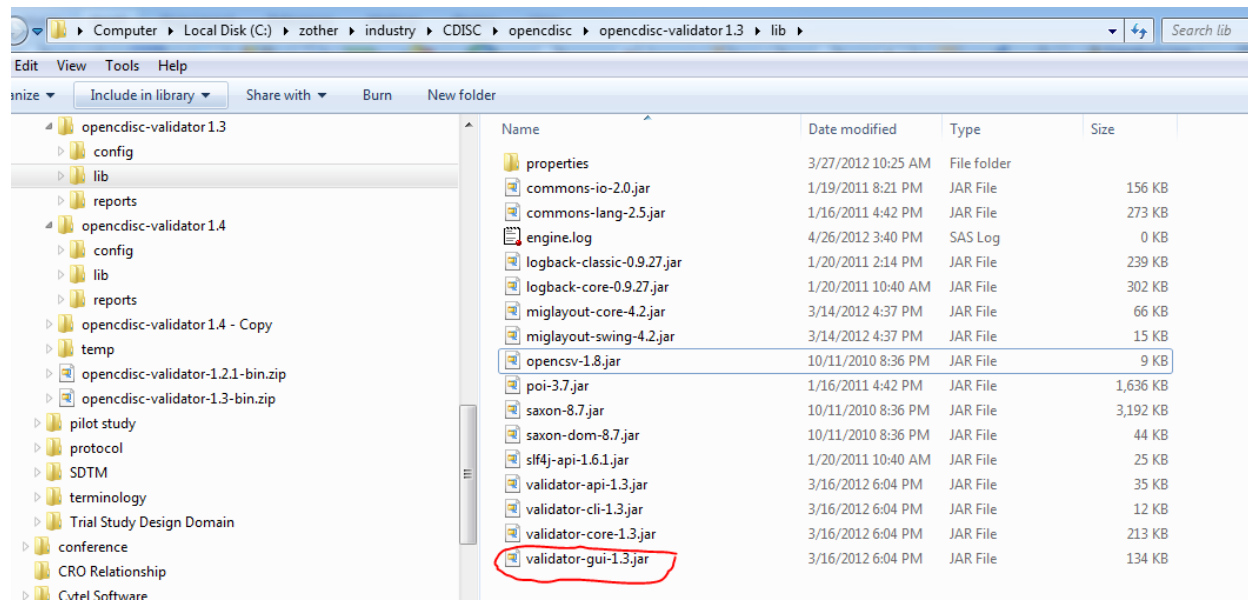 Computer Local Disk (C:) zother industry CDISC opencdisc opencdisc-validator1.3 lib Search lib
Edit View Tools Help
anize Include in library Share with Burn New folder
opencdisc-validator1.3
config
lib
reports
opencdisc-validator1.4
config
lib
reports
opencdisc-validator1.4 - Copy
temp
opencdisc-validator-1.2.1-bin.zip
opencdisc-validator-1.3-bin.zip
pilot study
protocol
SDTM
terminology
Trial Study Design Domain
conference
CRO Relationship
Cytel Software
Name Date modified Type Size
properties 3/27/2012 10:25 AM File folder
commons-io-2.0.jar 1/19/2011 8:21 PM JAR File 156 KB
commons-lang-2.5.jar 1/16/2011 4:42 PM JAR File 273 KB
engine.log 4/26/2012 3:40 PM SAS Log 0 KB
logback-classic-0.9.27.jar 1/20/2011 2:14 PM JAR File 239 KB
logback-core-0.9.27.jar 1/20/2011 10:40 AM JAR File 302 KB
miglayout-core-4.2.jar 3/14/2012 4:37 PM JAR File 66 KB
miglayout-swing-4.2.jar 3/14/2012 4:37 PM JAR File 15 KB
opencsv-1.8.jar 10/11/2010 8:36 PM JAR File 9 KB
poi-3.7.jar 1/16/2011 4:42 PM JAR File 1,636 KB
saxon-8.7.jar 10/11/2010 8:36 PM JAR File 3,192 KB
saxon-dom-8.7.jar 10/11/2010 8:36 PM JAR File 44 KB
slf4j-api-1.6.1.jar 1/20/2011 10:40 AM JAR File 25 KB
validator-api-1.3.jar 3/16/2012 6:04 PM JAR File 35 KB
validator-cli-1.3.jar 3/16/2012 6:04 PM JAR File 12 KB
validator-core-1.3.jar 3/16/2012 6:04 PM JAR File 213 KB
validator-gui-1.3.jar 3/16/2012 6:04 PM JAR File 134 KB